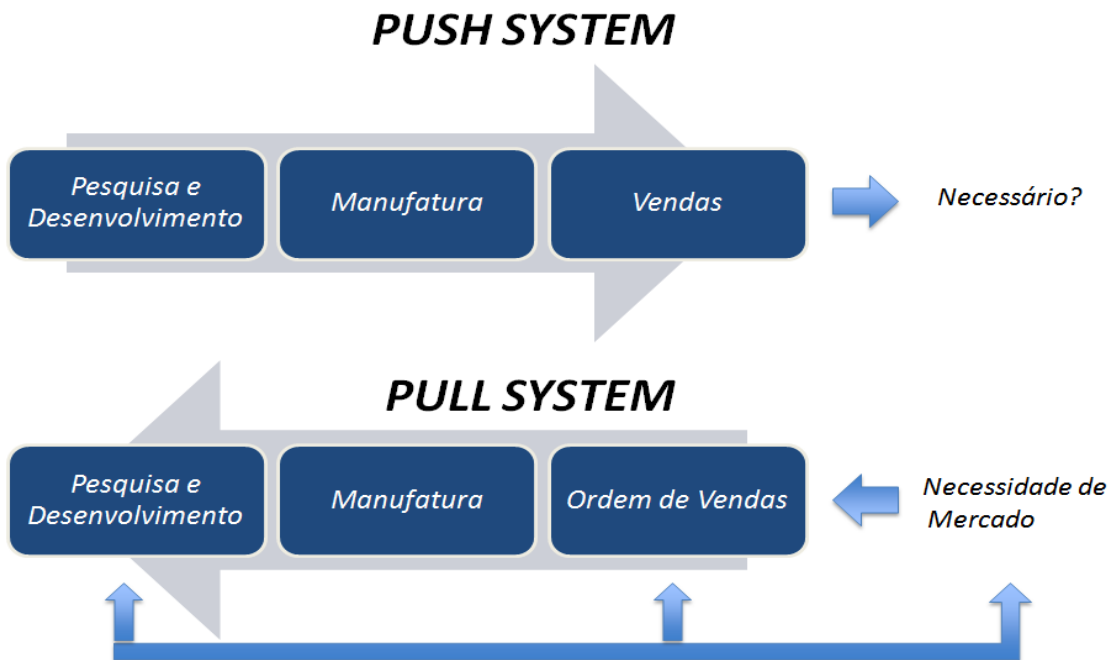 PUSH SYSTEM
Pesquisa e
Desenvolvimento
Manufatura
Vendas
Necessário?
PULL SYSTEM
Pesquisa e
Desenvolvimento
Manufatura
Ordem de Vendas
Necessidade de
Mercado